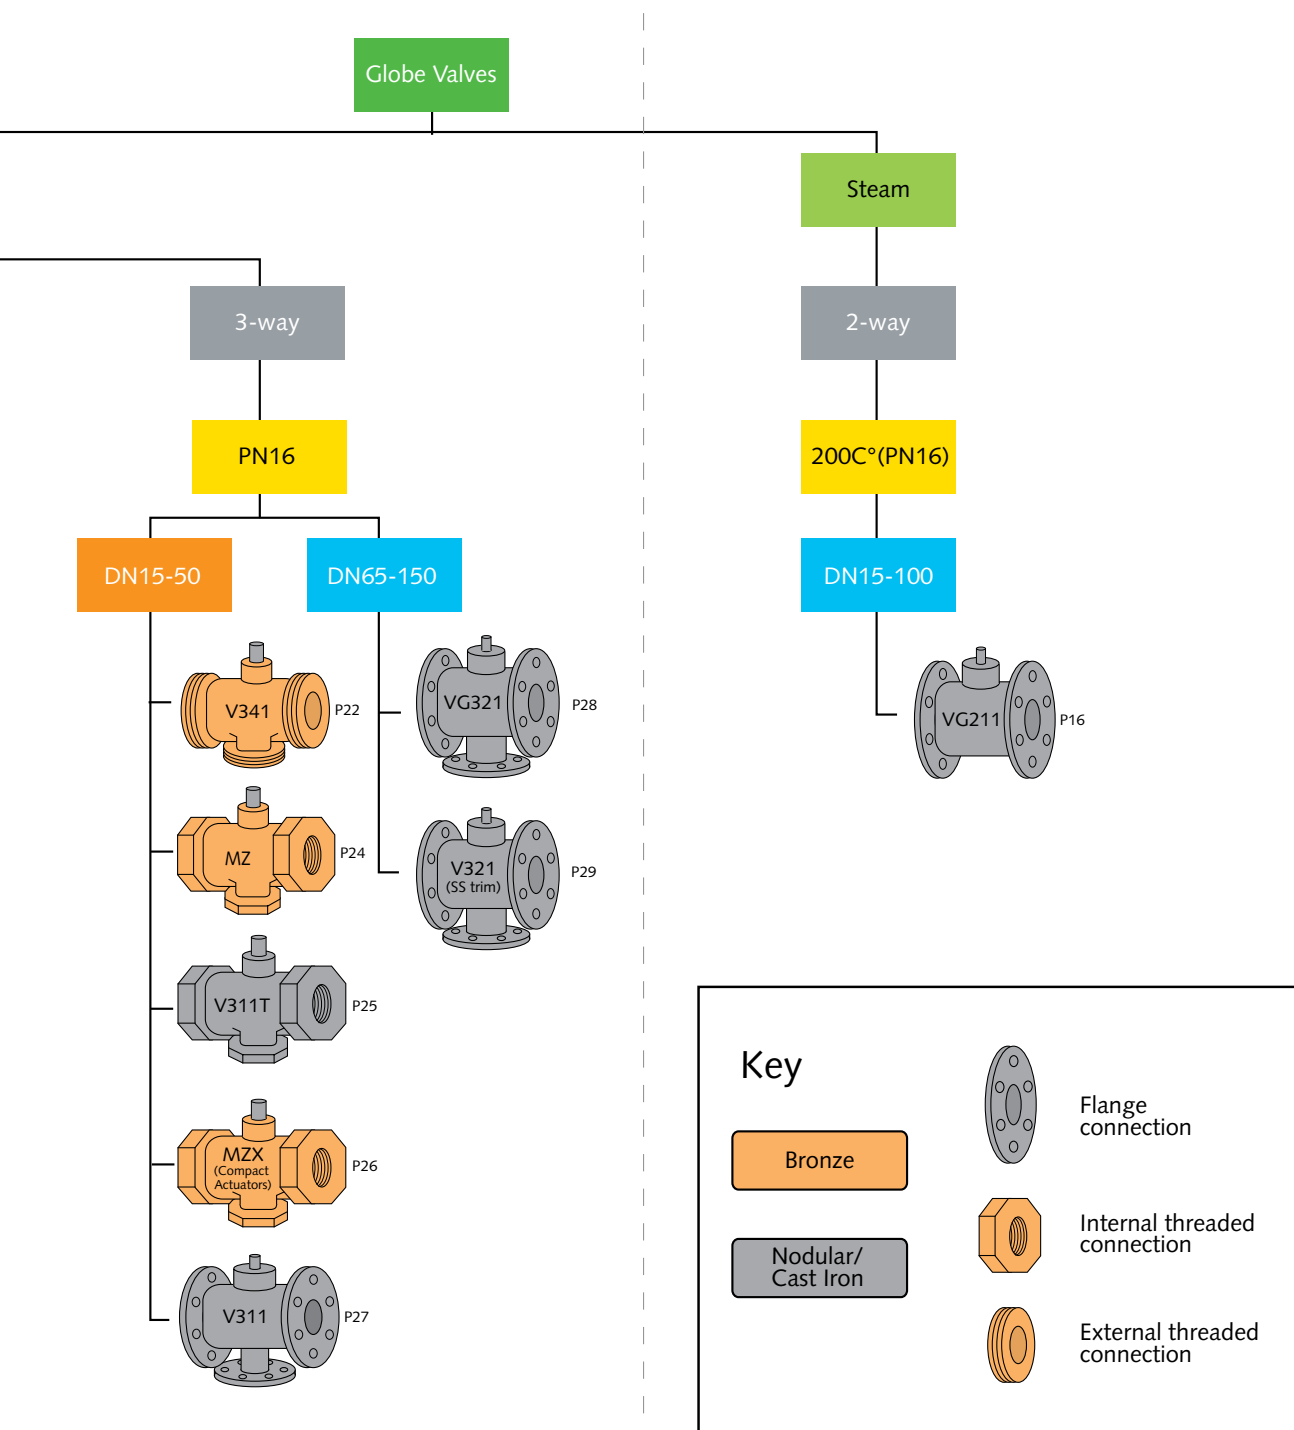 Globe Valves
Steam
3-way
2-way
PN16
200C°(PN16)
DN15-50
DN65-150
DN15-100
V341
P22
VG321
P28
VG211
P16
MZ
P24
V321
(SS trim)
P29
V311T
P25
MZX
(Compact
Actuators)
P26
V311
P27
Key
Bronze
Nodular/
Cast Iron
Flange
connection
Internal threaded
connection
External threaded
connection